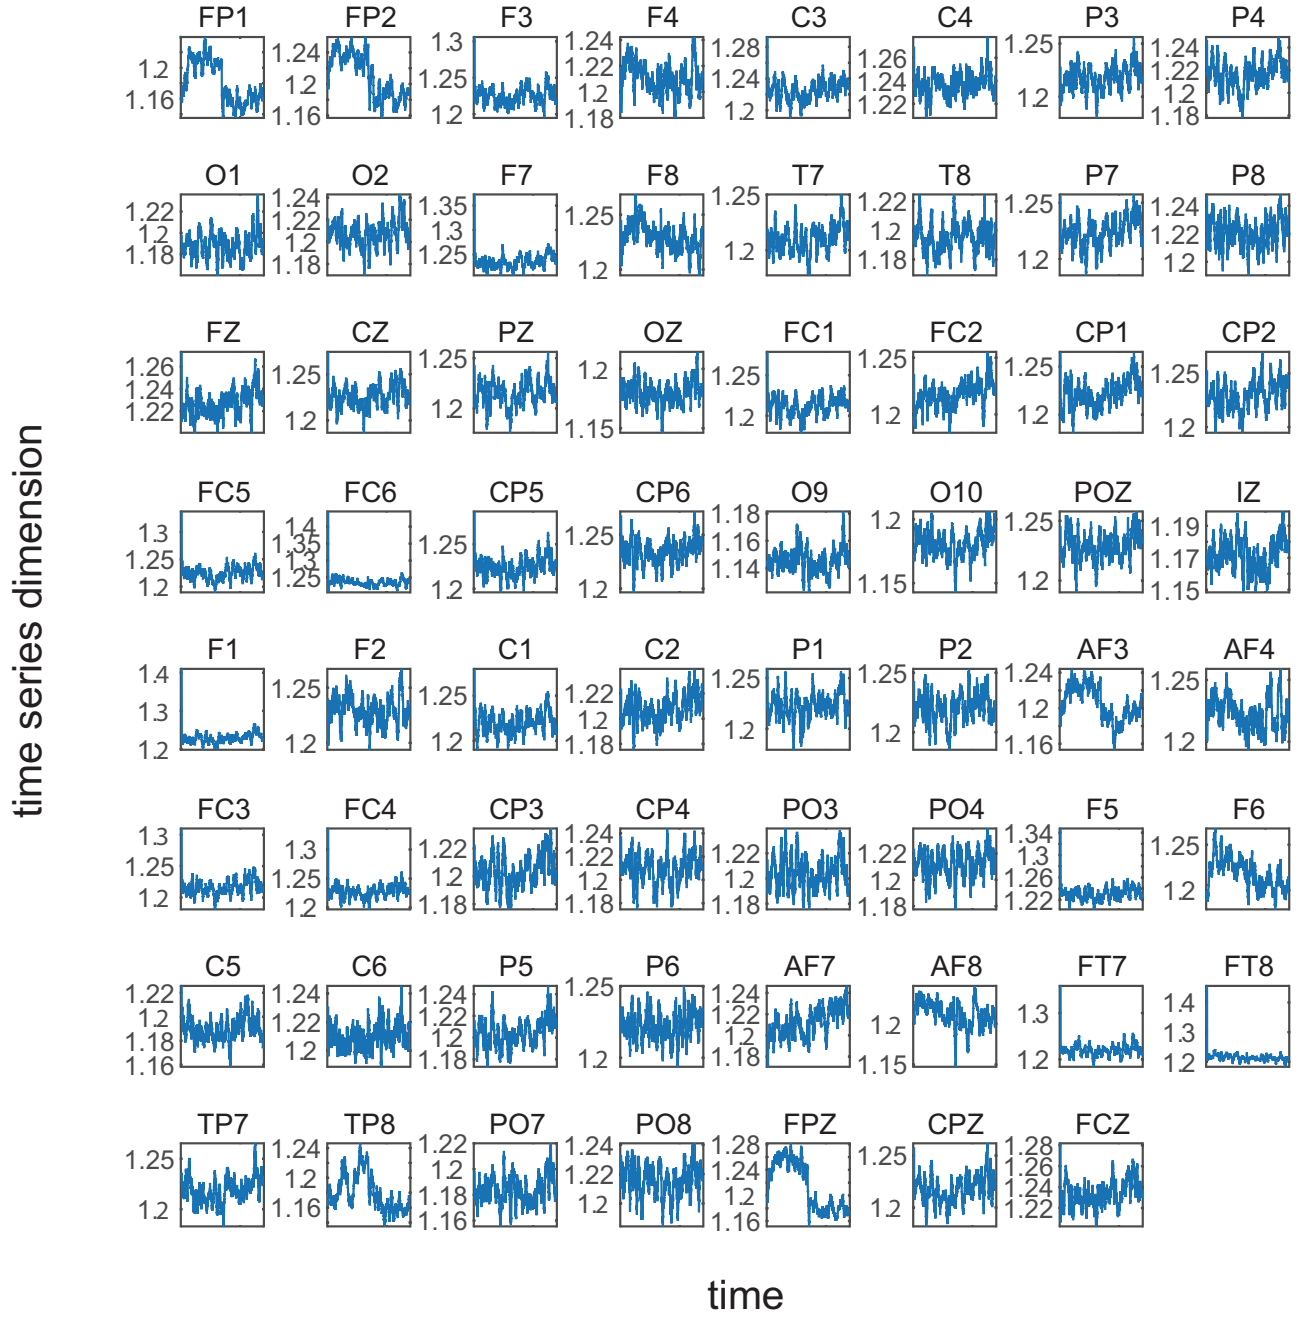 FP1 FP2 F3 F4 C3 C4 P3 P4
1.2 1.16
1.24 1.2 1.16
1.3 1.25 1.2
1.24 1.22 1.2 1.18
1.28 1.24 1.2
1.26 1.24 1.22
1.25 1.2
1.24 1.22 1.2 1.18
O1 O2 F7 F8 T7 T8 P7 P8
1.22 1.2 1.18
1.24 1.22 1.2 1.18
1.35 1.3 1.25
1.25 1.2
1.25 1.2
1.22 1.2 1.18
1.25 1.2
1.24 1.22 1.2
FZ CZ PZ OZ FC1 FC2 CP1 CP2
1.26 1.24 1.22
1.25 1.2
1.25 1.2
1.2 1.15
1.25 1.2
1.25 1.2
1.25 1.2
1.25 1.2
FC5 FC6 CP5 CP6 O9 O10 POZ IZ
1.3 1.25 1.2
1.4 1.35 1.3 1.25
1.25 1.2
1.25 1.2
1.18 1.16 1.14
1.2 1.15
1.25 1.2
1.19 1.17 1.15
F1 F2 C1 C2 P1 P2 AF3 AF4
1.4 1.3 1.2
1.25 1.2
1.25 1.2
1.22 1.2 1.18
1.25 1.2
1.25 1.2
1.24 1.2 1.16
1.25 1.2
FC3 FC4 CP3 CP4 PO3 PO4 F5 F6
1.3 1.25 1.2
1.3 1.25 1.2
1.22 1.2 1.18
1.24 1.22 1.2 1.18
1.22 1.2 1.18
1.22 1.2 1.18
1.34 1.3 1.26 1.22
1.25 1.2
C5 C6 P5 P6 AF7 AF8 FT7 FT8
1.22 1.2 1.18 1.16
1.24 1.22 1.2
1.24 1.22 1.2 1.18
1.25 1.2
1.24 1.22 1.2 1.18
1.2 1.15
1.3 1.2
1.4 1.3 1.2
TP7 TP8 PO7 PO8 FPZ CPZ FCZ
1.25 1.2
1.24 1.2 1.16
1.22 1.2 1.18 1.16
1.24 1.22 1.2
1.28 1.24 1.2 1.16
1.25 1.2
1.28 1.26 1.24 1.22
time series dimension
time